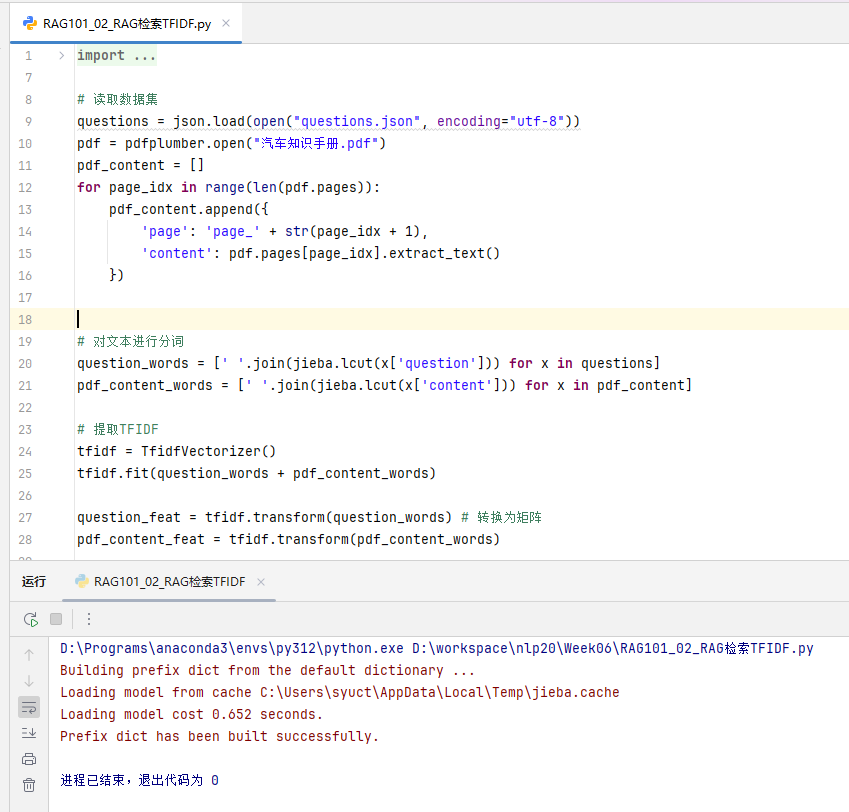 RAG101_02_RAG检索TFIDF.py
1 import ...
7
8 # 读取数据集
9 questions = json.load(open("questions.json", encoding="utf-8"))
10 pdf = pdfplumber.open("汽车知识手册.pdf")
11 pdf_content = []
12 for page_idx in range(len(pdf.pages)):
13     pdf_content.append({
14         'page': 'page_' + str(page_idx + 1),
15         'content': pdf.pages[page_idx].extract_text()
16     })
17
18
19 # 对文本进行分词
20 question_words = [' '.join(jieba.lcut(x['question'])) for x in questions]
21 pdf_content_words = [' '.join(jieba.lcut(x['content'])) for x in pdf_content]
22
23 # 提取TFIDF
24 tfidf = TfidfVectorizer()
25 tfidf.fit(question_words + pdf_content_words)
26
27 question_feat = tfidf.transform(question_words) # 转换为矩阵
28 pdf_content_feat = tfidf.transform(pdf_content_words)
运行 RAG101_02_RAG检索TFIDF
D:\Programs\anaconda3\envs\py312\python.exe D:\workspace\nlp20\Week06\RAG101_02_RAG检索TFIDF.py
Building prefix dict from the default dictionary ...
Loading model from cache C:\Users\syuct\AppData\Local\Temp\jieba.cache
Loading model cost 0.652 seconds.
Prefix dict has been built successfully.
进程已结束，退出代码为 0